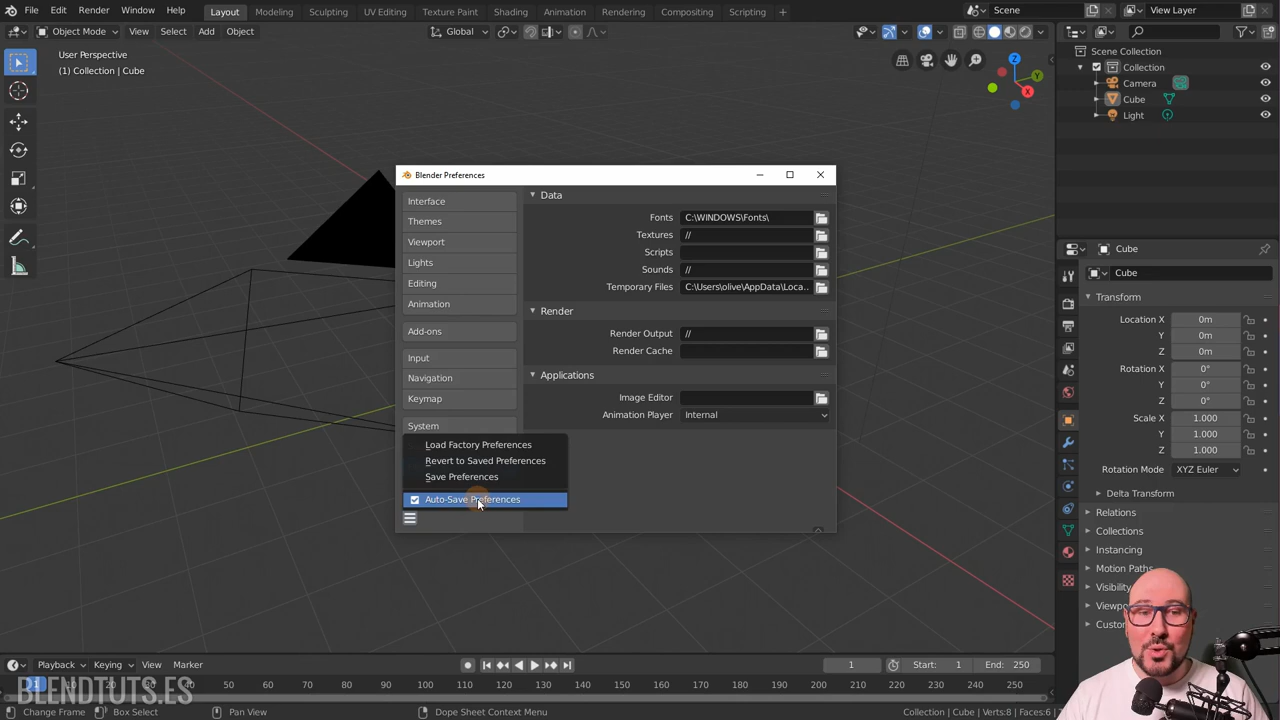 File Edit Render Window Help
Layout Modeling Sculpting UV Editing Texture Paint Shading Animation Rendering Compositing Scripting +
Scene
View Layer
Object Mode View Select Add Object
Global
User Perspective
(1) Collection | Cube
Z
Y
X
Scene Collection
Collection
Camera
Cube
Light
Blender Preferences
Interface
Themes
Viewport
Lights
Editing
Animation
Add-ons
Input
Navigation
Keymap
System
Load Factory Preferences
Revert to Saved Preferences
Save Preferences
Auto-Save Preferences
Data
Fonts C:\WINDOWS\Fonts\
Textures //
Scripts
Sounds //
Temporary Files C:\Users\olive\AppData\Loca..
Render
Render Output //
Render Cache
Applications
Image Editor
Animation Player Internal
Cube
Cube
Transform
Location X 0m
Y 0m
Z 0m
Rotation X 0°
Y 0°
Z 0°
Scale X 1.000
Y 1.000
Z 1.000
Rotation Mode XYZ Euler
Delta Transform
Relations
Collections
Instancing
Motion Paths
Visibility
Playback Keying View Marker
1
Start: 1
End: 250
1 50 60 70 80 90 100 110 120 130 140 150 160 170 180 190 200 210 220 230 240 250
BLENDTUTS.ES
Change Frame Box Select Pan View Dope Sheet Context Menu
Collection | Cube | Verts:8 | Faces:6 |